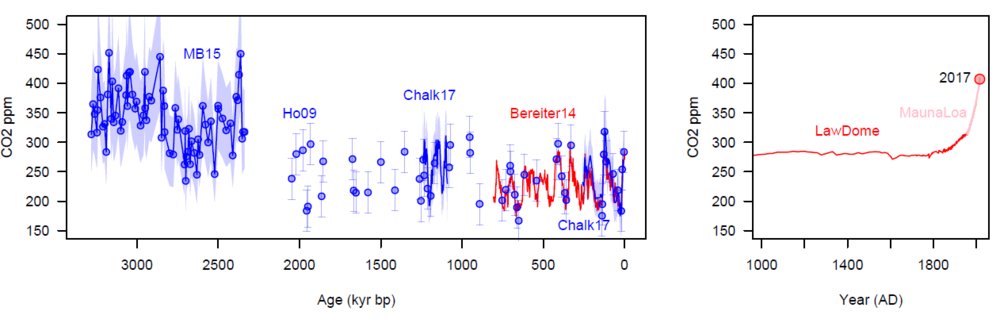 500
450
400
350
300
250
200
150
CO2 ppm
MB15
Ho09
Chalk17
Bereiter14
Chalk17
3000 2500 2000 1500 1000 500 0
Age (kyr bp)
500
450
400
350
300
250
200
150
CO2 ppm
2017
MaunaLoa
LawDome
1000 1400 1800
Year (AD)